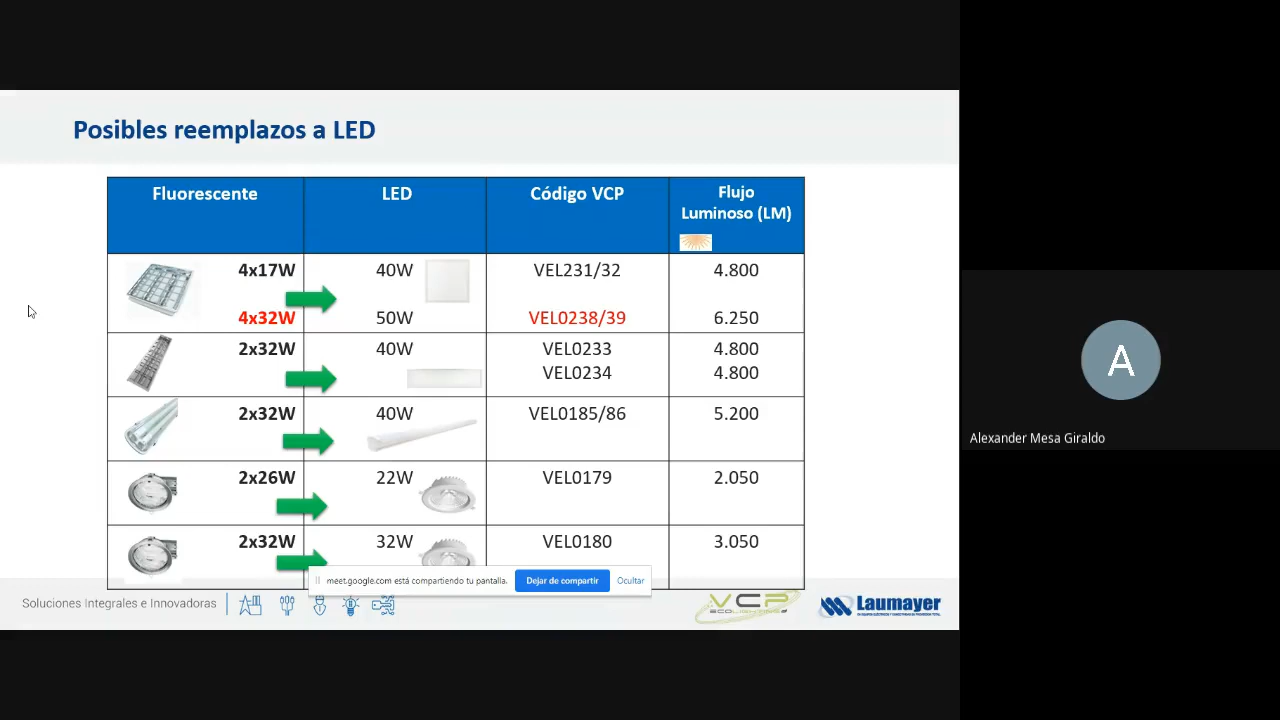 Posibles reemplazos a LED
Fluorescente LED Código VCP Flujo
Luminoso (LM)
4x17W 40W VEL231/32 4.800
4x32W 50W VEL0238/39 6.250
2x32W 40W VEL0233 4.800
VEL0234 4.800
2x32W 40W VEL0185/86 5.200
2x26W 22W VEL0179 2.050
2x32W 32W VEL0180 3.050
meet.google.com está compartiendo tu pantalla. Dejar de compartir Ocultar
Soluciones Integrales e Innovadoras
VCP
ECOLIGHTING
Laumayer
A
Alexander Mesa Giraldo